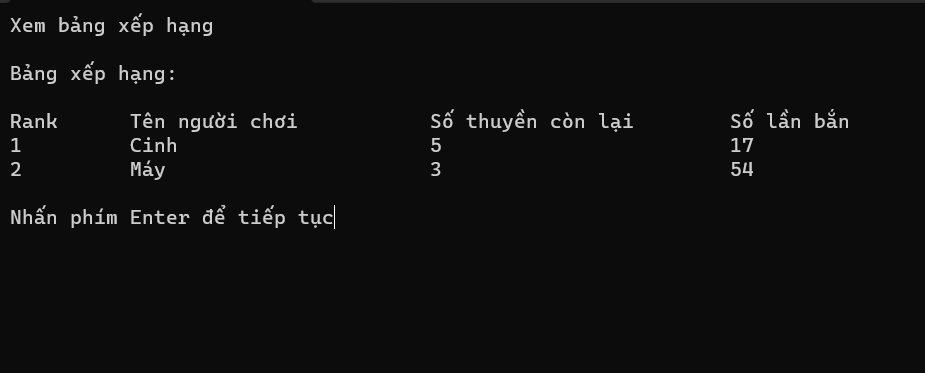 Xem bảng xếp hạng
Bảng xếp hạng:
Rank Tên người chơi Số thuyền còn lại Số lần bắn
1 Cinh 5 17
2 Máy 3 54
Nhấn phím Enter để tiếp tục